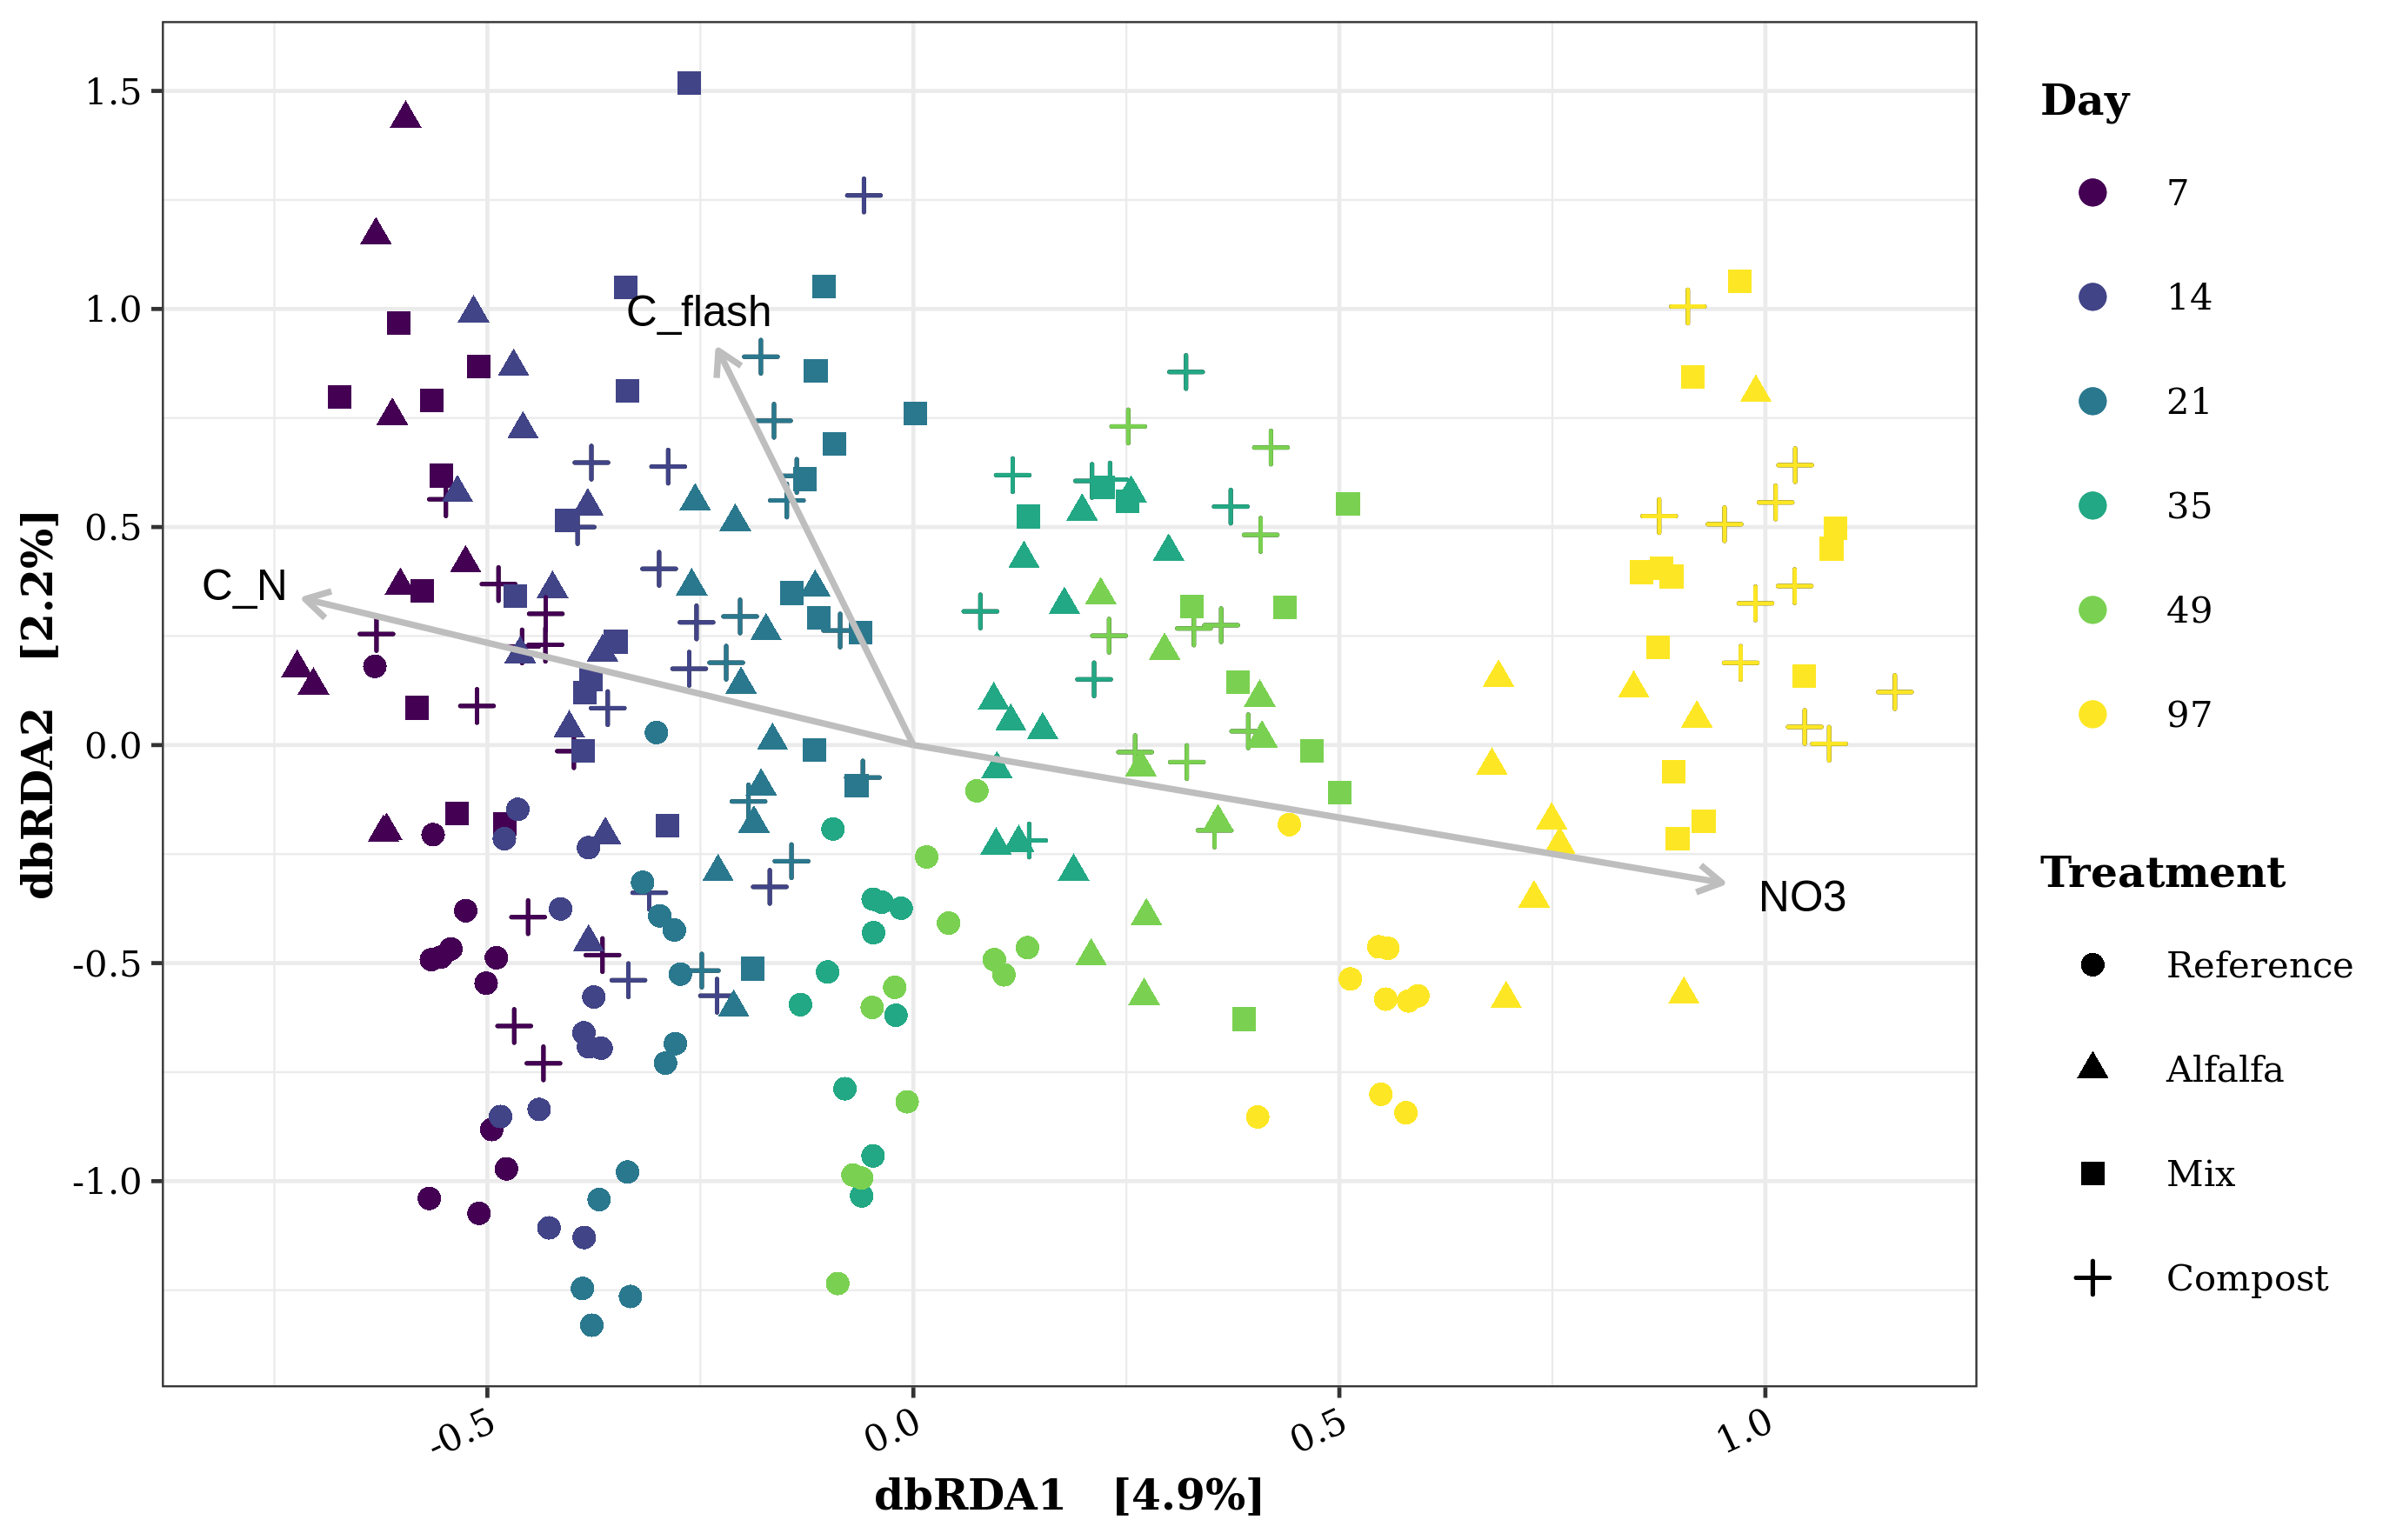 1.5
1.0
0.5
0.0
-0.5
-1.0
dbRDA2 [2.2%]
C_flash
C_N
NO3
-0.5
0.0
0.5
1.0
dbRDA1 [4.9%]
Day
7
14
21
35
49
97
Treatment
Reference
Alfalfa
Mix
Compost